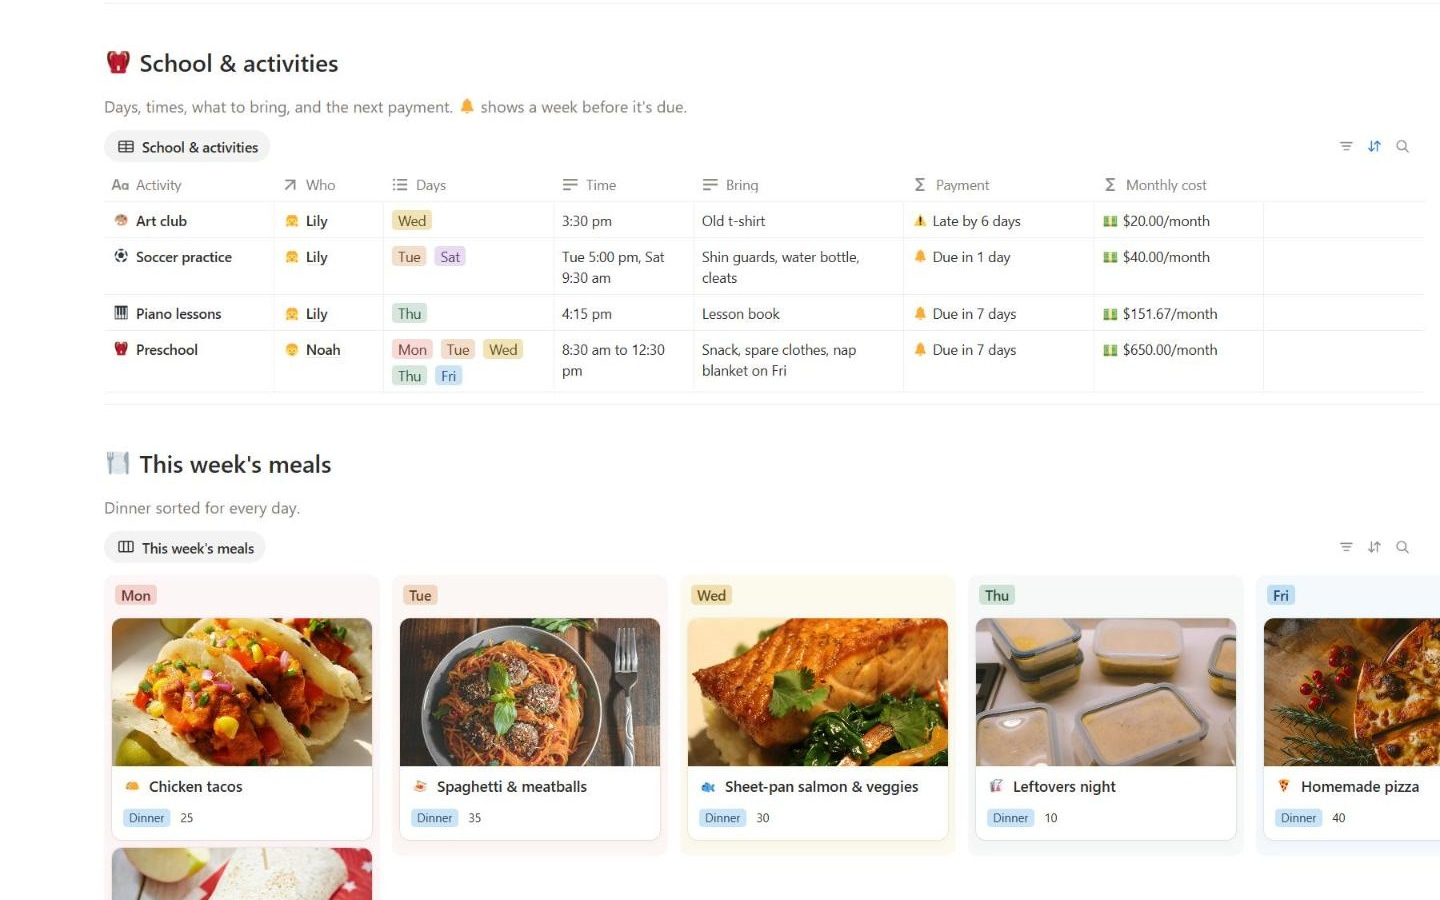 School & activities
Days, times, what to bring, and the next payment. 🔔 shows a week before it's due.
School & activities
Aa Activity Who Days Time Bring Σ Payment Σ Monthly cost
Art club Lily Wed 3:30 pm Old t-shirt Late by 6 days $20.00/month
Soccer practice Lily Tue Sat Tue 5:00 pm, Sat Shin guards, water bottle, Due in 1 day $40.00/month
9:30 am cleats
Piano lessons Lily Thu 4:15 pm Lesson book Due in 7 days $151.67/month
Preschool Noah Mon Tue Wed 8:30 am to 12:30 Snack, spare clothes, nap Due in 7 days $650.00/month
Thu Fri pm blanket on Fri
This week's meals
Dinner sorted for every day.
This week's meals
Mon Tue Wed Thu Fri
Chicken tacos Spaghetti & meatballs Sheet-pan salmon & veggies Leftovers night Homemade pizza
Dinner 25 Dinner 35 Dinner 30 Dinner 10 Dinner 40